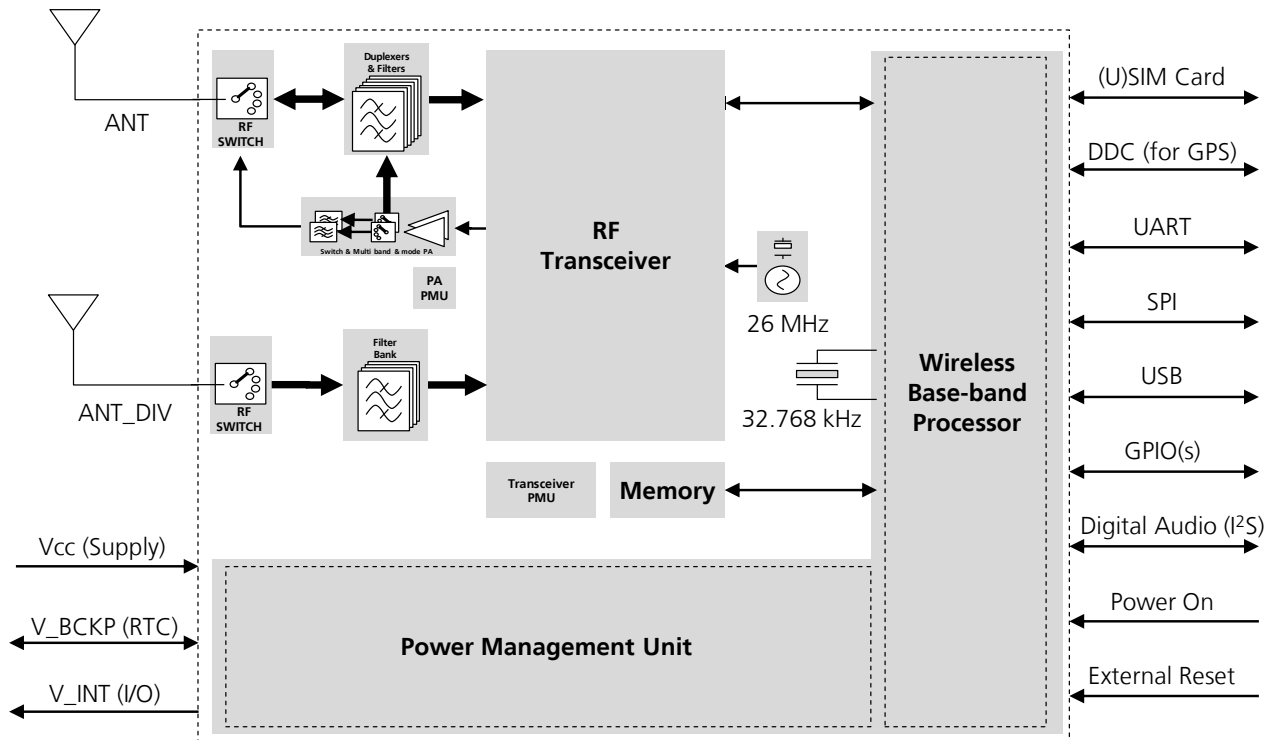 ANT
RF
SWITCH
Duplexers
& Filters
Switch & Multi band & mode PA
PA
PMU
RF
Transceiver
26 MHz
32.768 kHz
ANT_DIV
RF
SWITCH
Filter
Bank
Transceiver
PMU
Memory
Wireless
Base-band
Processor
Power Management Unit
Vcc (Supply)
V_BCKP (RTC)
V_INT (I/O)
(U)SIM Card
DDC (for GPS)
UART
SPI
USB
GPIO(s)
Digital Audio (I²S)
Power On
External Reset